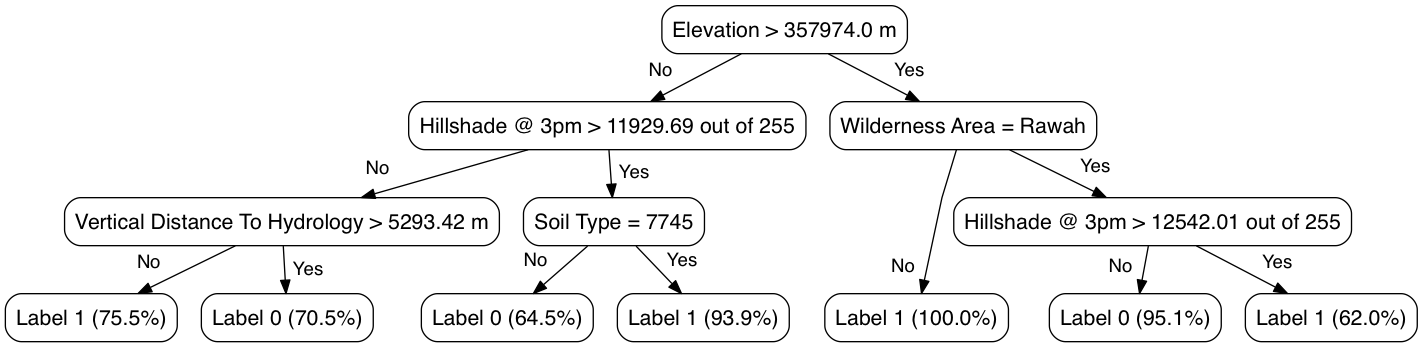 Elevation > 357974.0 m
No
Yes
Hillshade @ 3pm > 11929.69 out of 255
Wilderness Area = Rawah
No
Yes
Yes
Vertical Distance To Hydrology > 5293.42 m
Soil Type = 7745
Hillshade @ 3pm > 12542.01 out of 255
No
Yes
No
Yes
No
No
Yes
Label 1 (75.5%)
Label 0 (70.5%)
Label 0 (64.5%)
Label 1 (93.9%)
Label 1 (100.0%)
Label 0 (95.1%)
Label 1 (62.0%)